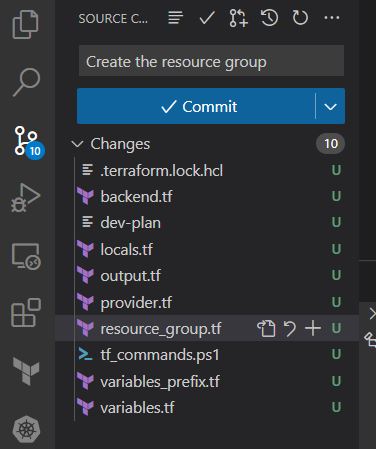 SOURCE C...
Create the resource group
Commit
10
Changes 10
.terraform.lock.hcl U
backend.tf U
dev-plan U
locals.tf U
output.tf U
provider.tf U
resource_group.tf U
tf_commands.ps1 U
variables_prefix.tf U
variables.tf U